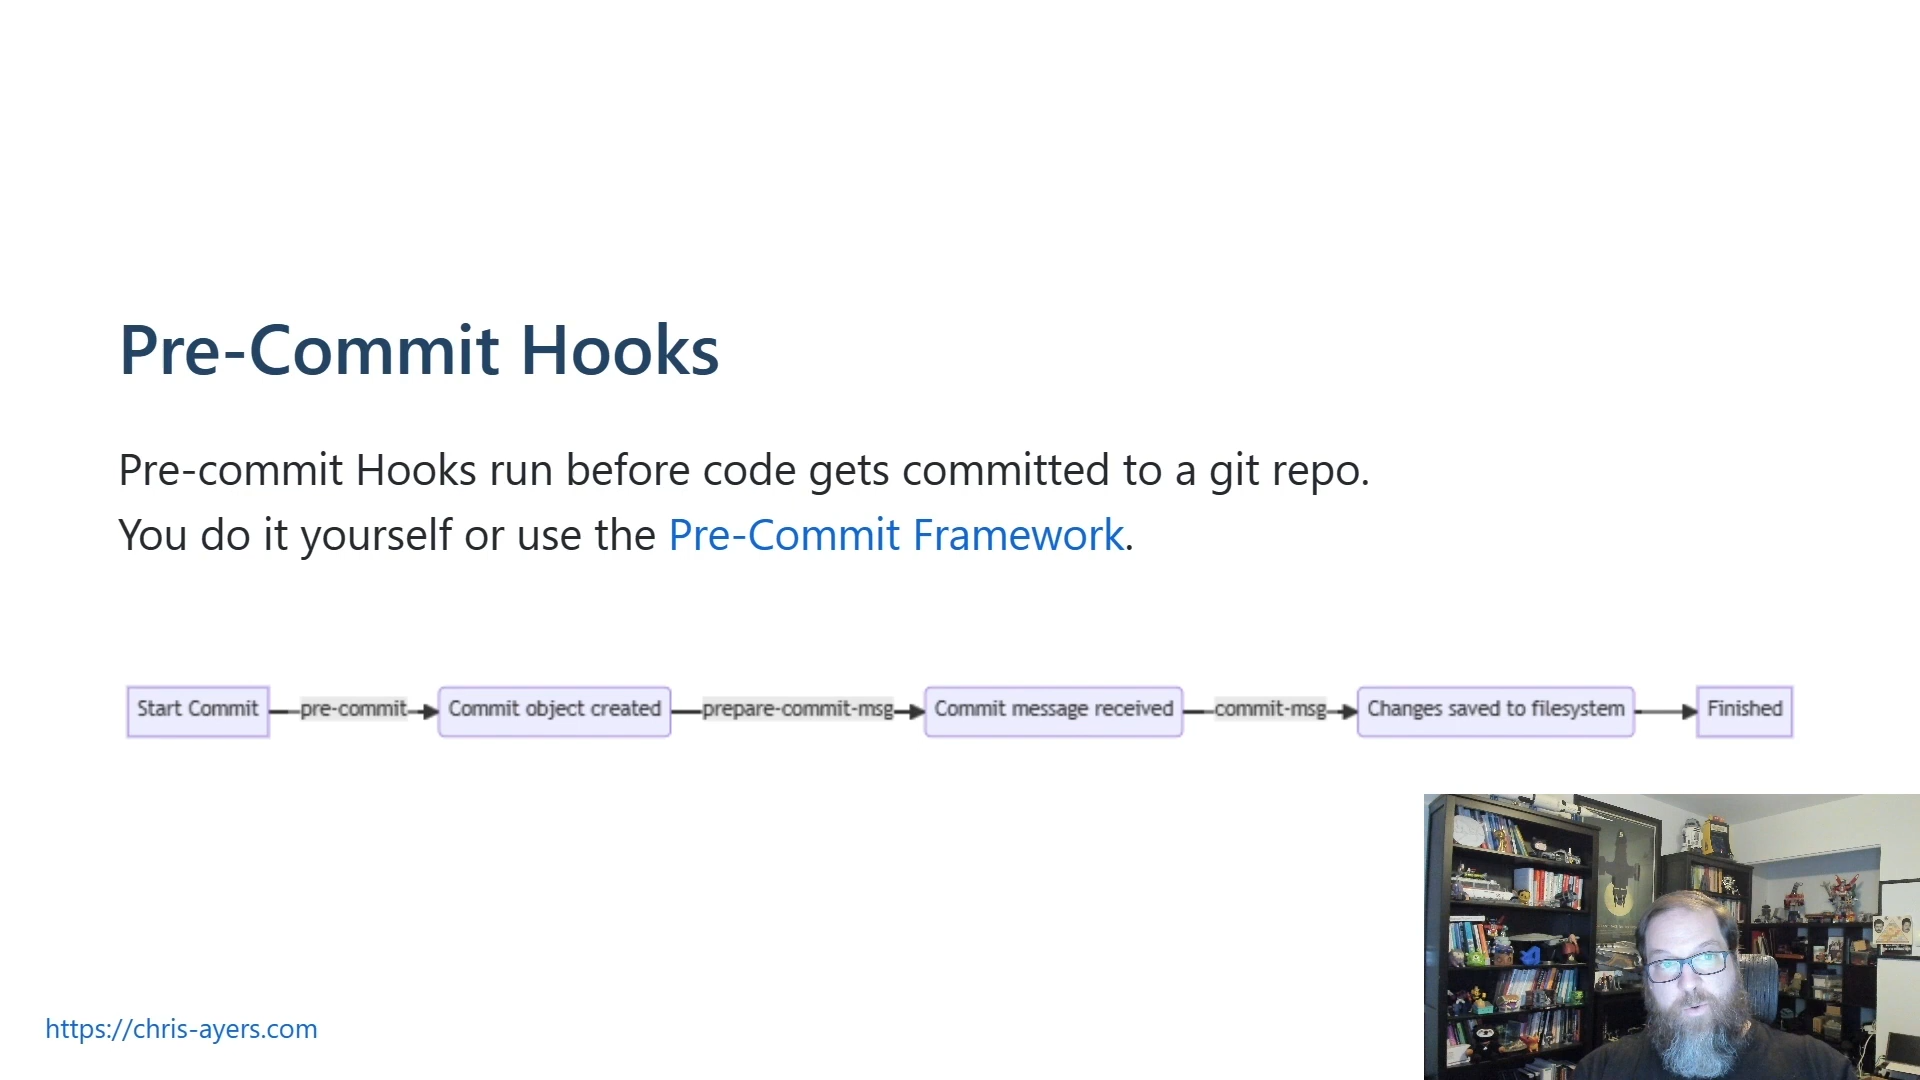 Pre-Commit Hooks
Pre-commit Hooks run before code gets committed to a git repo.
You do it yourself or use the Pre-Commit Framework.
Start Commit pre-commit Commit object created prepare-commit-msg Commit message received commit-msg Changes saved to filesystem Finished
https://chris-ayers.com